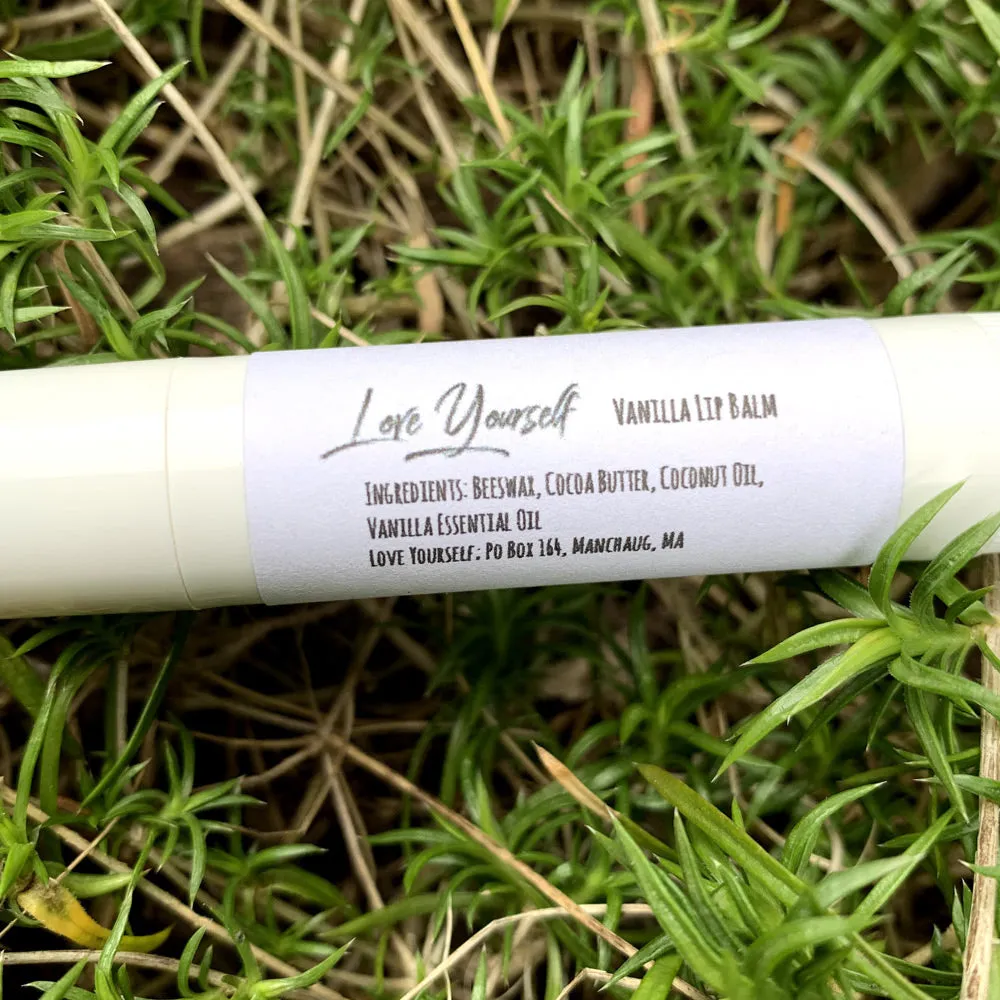 Love Yourself VANILLA LIP BALM
INGREDIENTS: BEESWAX, COCOA BUTTER, COCONUT OIL,
VANILLA ESSENTIAL OIL
LOVE YOURSELF: PO BOX 164, MANCHAUG, MA